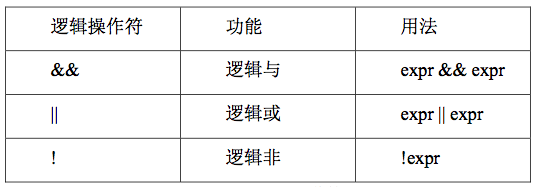 逻辑操作符 功能 用法
&& 逻辑与 expr && expr
|| 逻辑或 expr || expr
! 逻辑非 !expr